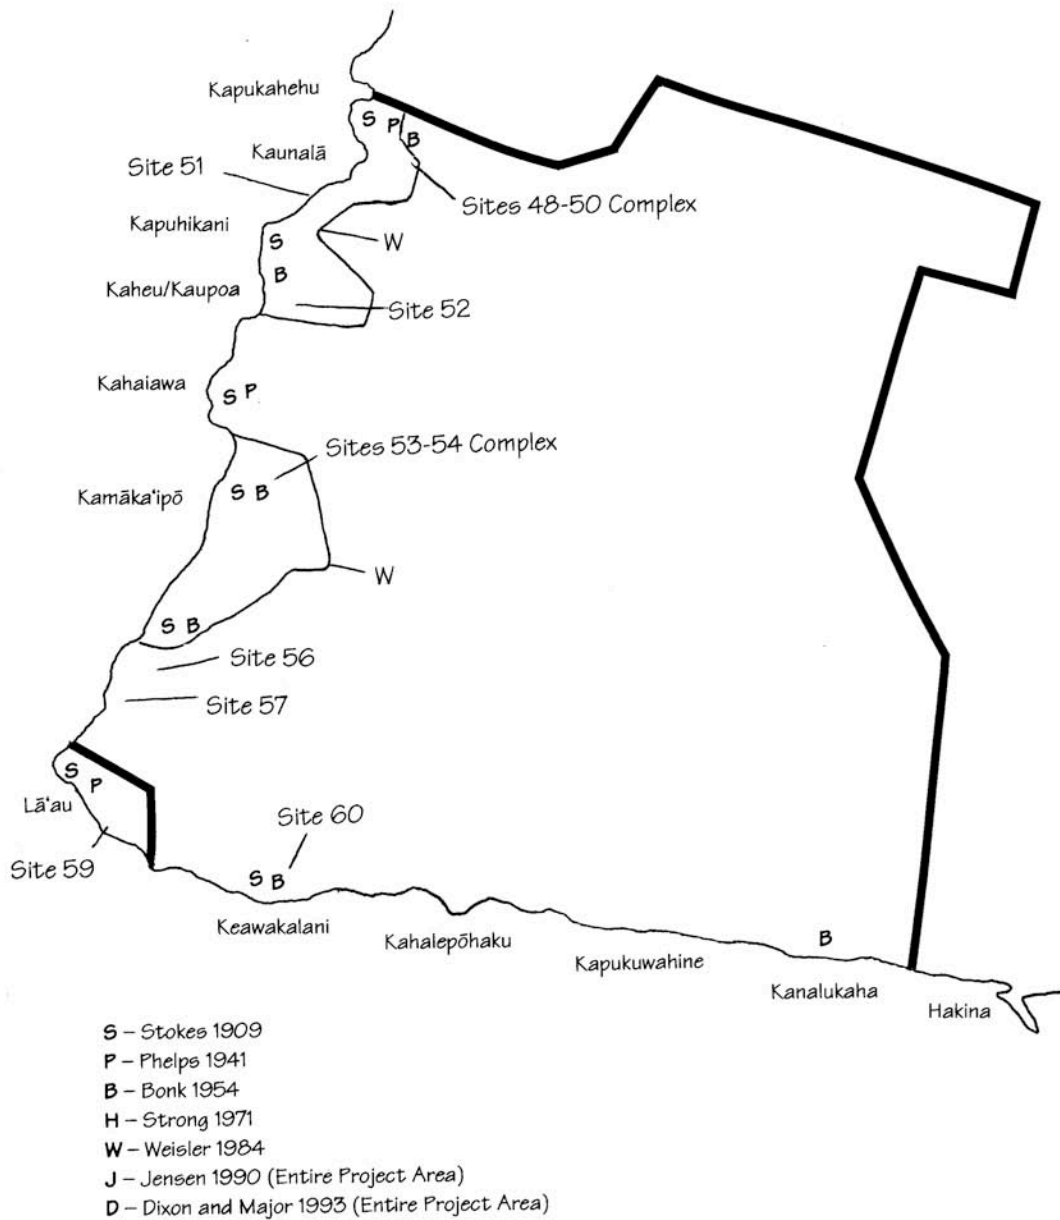 Kapukahehu
S P
B
Kaunalā
Site 51
Sites 48-50 Complex
Kapuhikani
S
W
B
Kaheu/Kaupoa
Site 52
Kahaiawa
S P
Sites 53-54 Complex
Kamāka'ipō
S B
W
S B
Site 56
Site 57
S
P
Lā'au
Site 60
Site 59
S B
Keawakalani
Kahalepōhaku
B
Kapukuwahine
Kanalukaha
Hakina
S – Stokes 1909
P – Phelps 1941
B – Bonk 1954
H – Strong 1971
W – Weisler 1984
J – Jensen 1990 (Entire Project Area)
D – Dixon and Major 1993 (Entire Project Area)